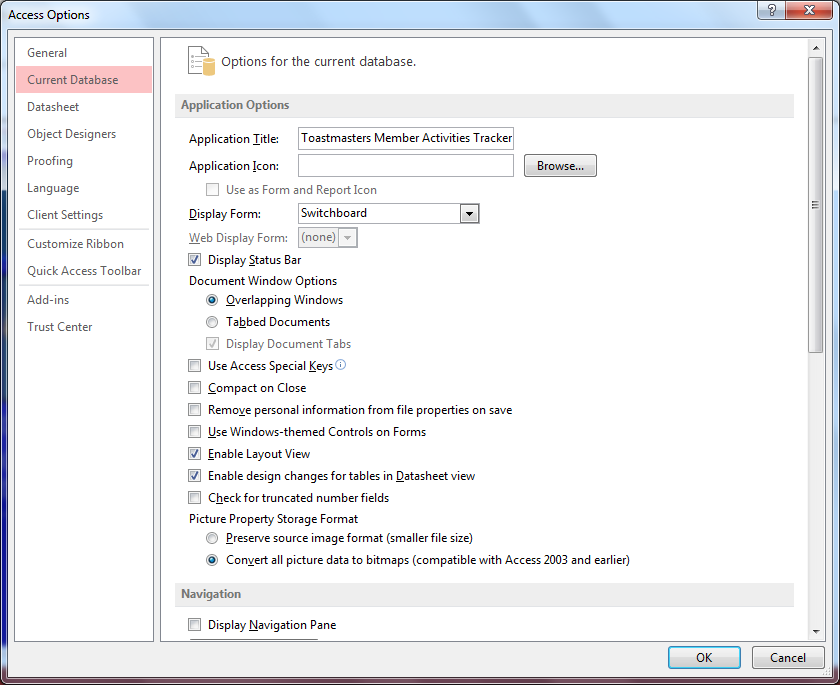 Access Options
General
Current Database
Datasheet
Object Designers
Proofing
Language
Client Settings
Customize Ribbon
Quick Access Toolbar
Add-ins
Trust Center
Options for the current database.
Application Options
Application Title: Toastmasters Member Activities Tracker
Application Icon: Browse...
Use as Form and Report Icon
Display Form: Switchboard
Web Display Form: (none)
Display Status Bar
Document Window Options
Overlapping Windows
Tabbed Documents
Display Document Tabs
Use Access Special Keys
Compact on Close
Remove personal information from file properties on save
Use Windows-themed Controls on Forms
Enable Layout View
Enable design changes for tables in Datasheet view
Check for truncated number fields
Picture Property Storage Format
Preserve source image format (smaller file size)
Convert all picture data to bitmaps (compatible with Access 2003 and earlier)
Navigation
Display Navigation Pane
OK Cancel